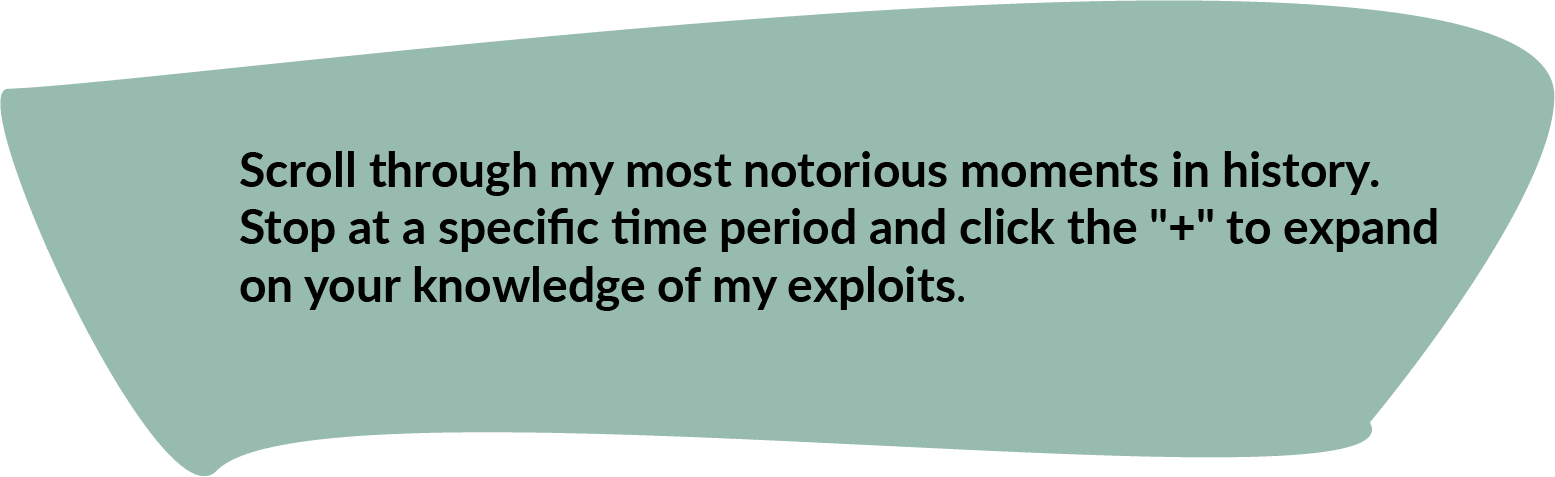 Scroll through my most notorious moments in history.
Stop at a specific time period and click the "+" to expand
on your knowledge of my exploits.